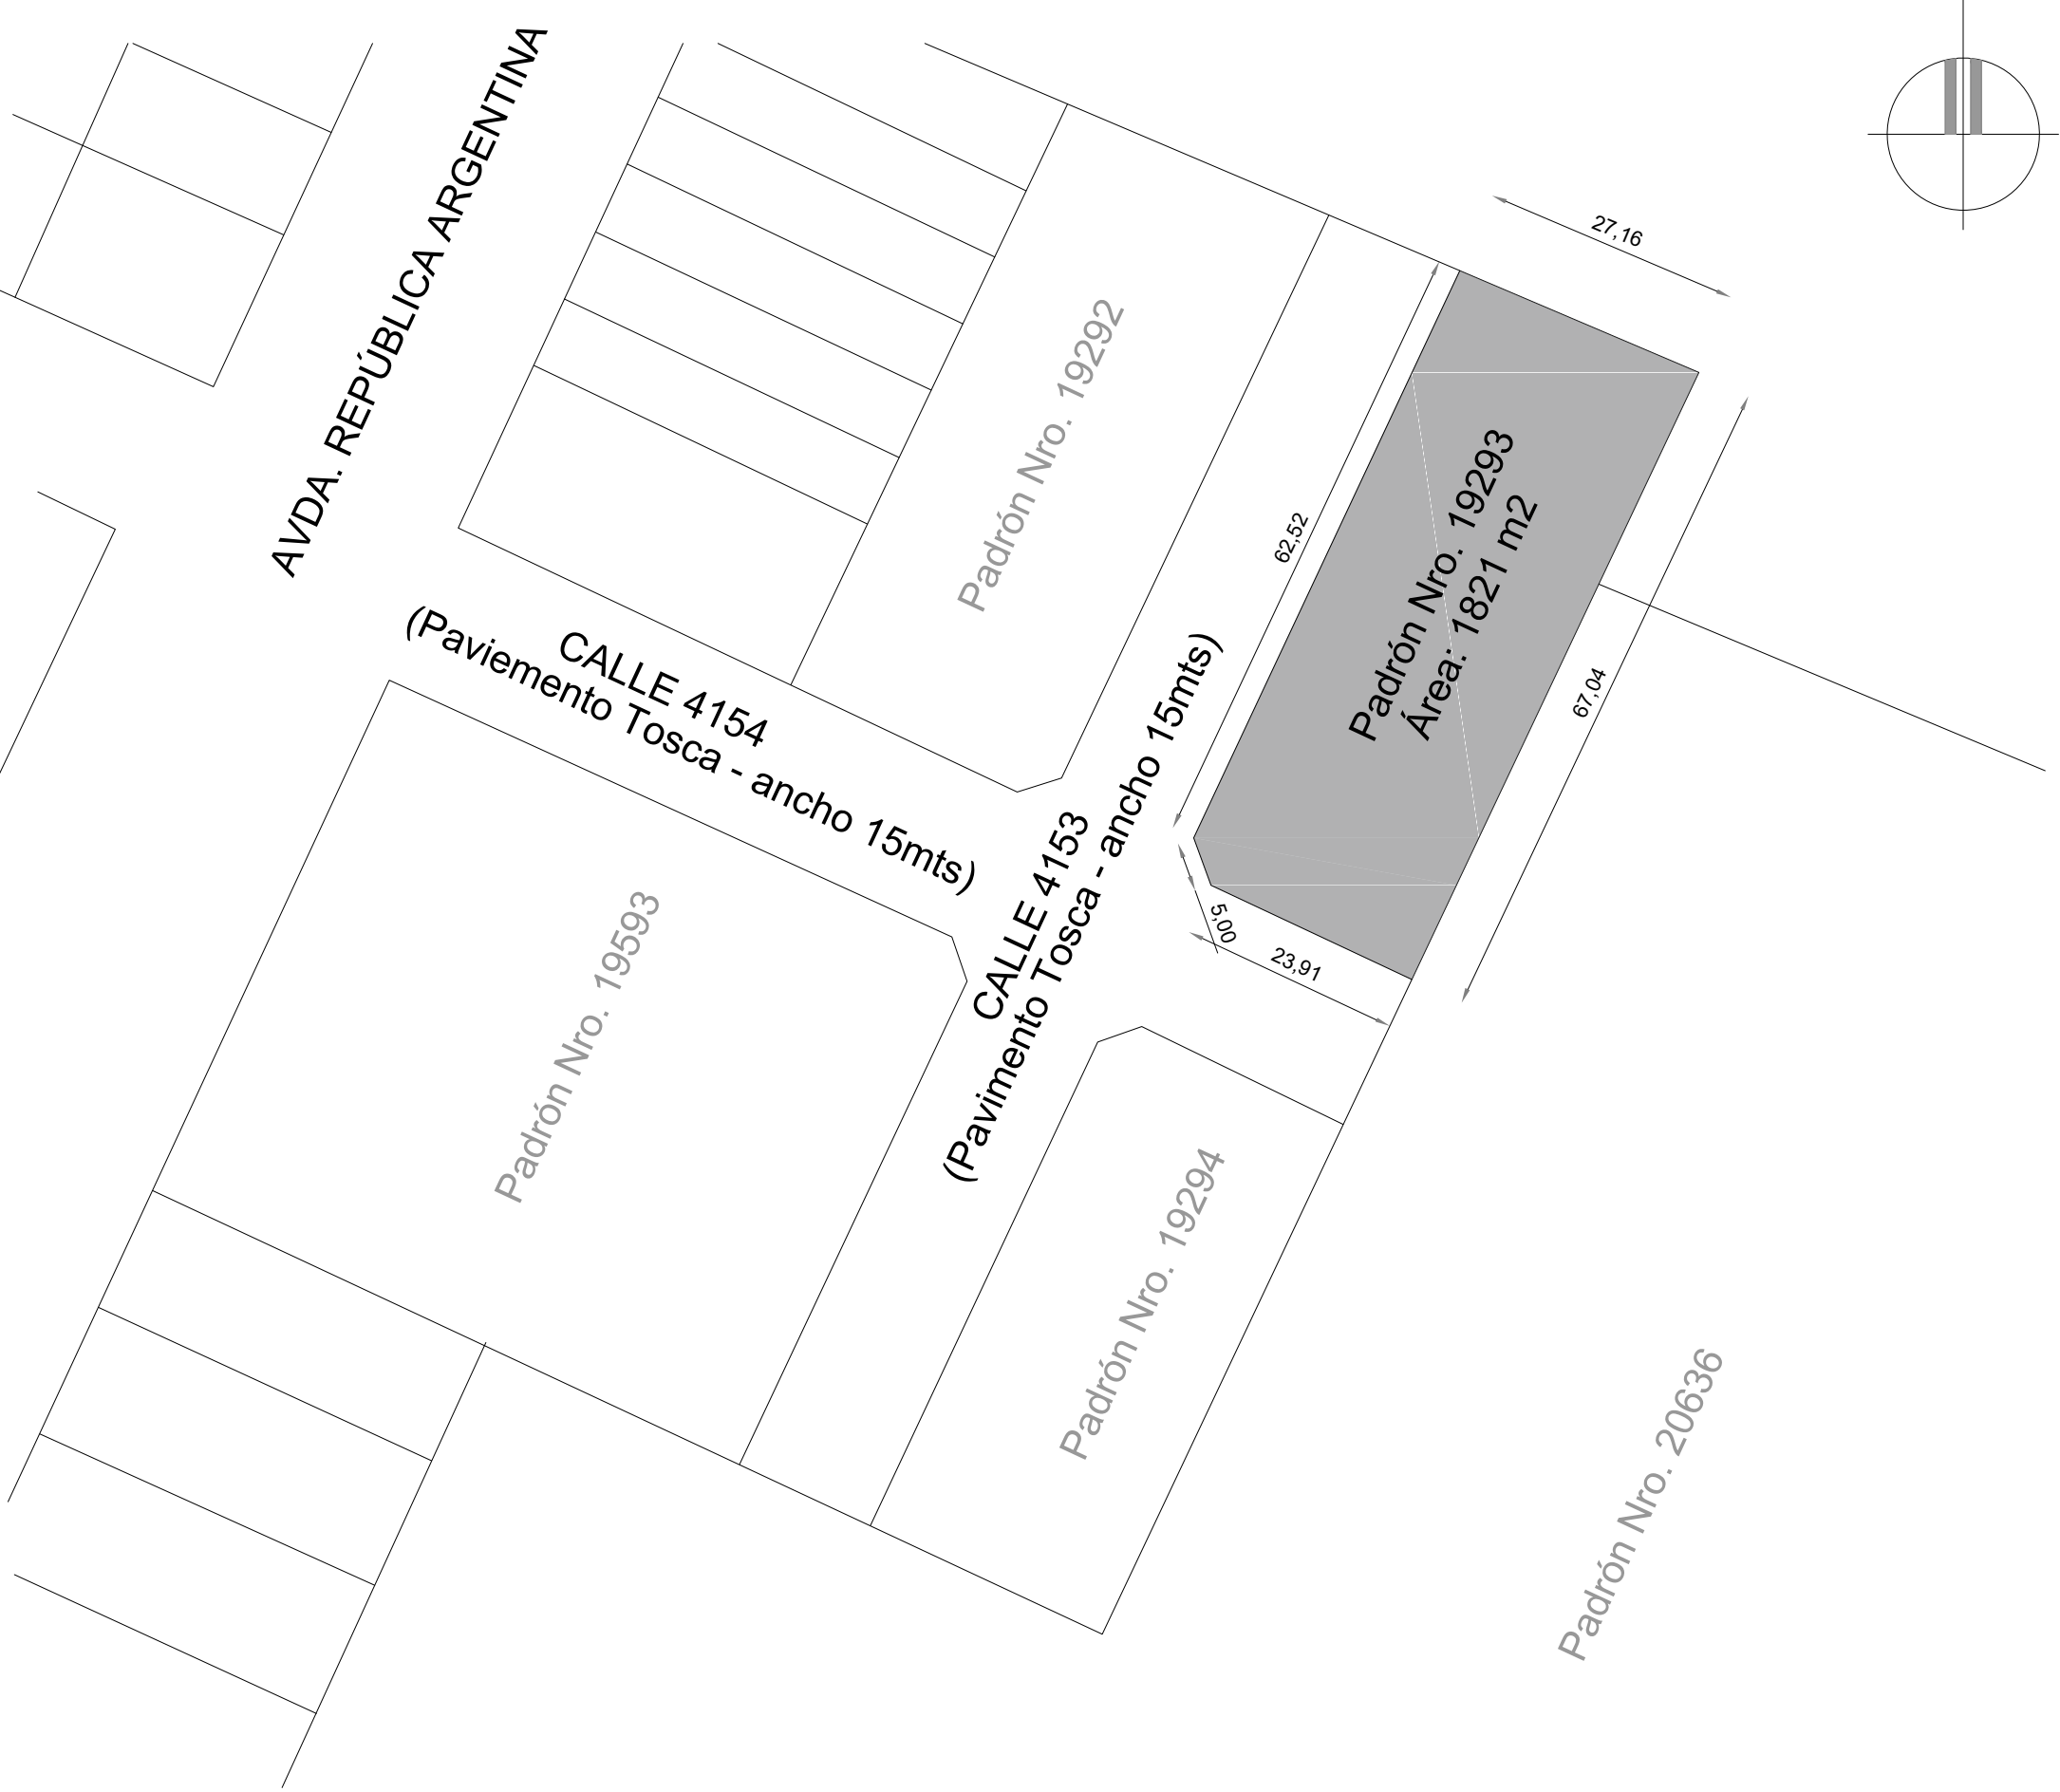 AVDA. REPÚBLICA ARGENTINA
27,16
Padrón Nro. 19292
62,52
Padrón Nro. 19293
Área: 1821 m2
67,04
CALLE 4154
(Paviemento Tosca - ancho 15mts)
CALLE 4153
(Pavimento Tosca - ancho 15mts)
5,00
23,91
Padrón Nro. 19593
Padrón Nro. 19294
Padrón Nro. 20636